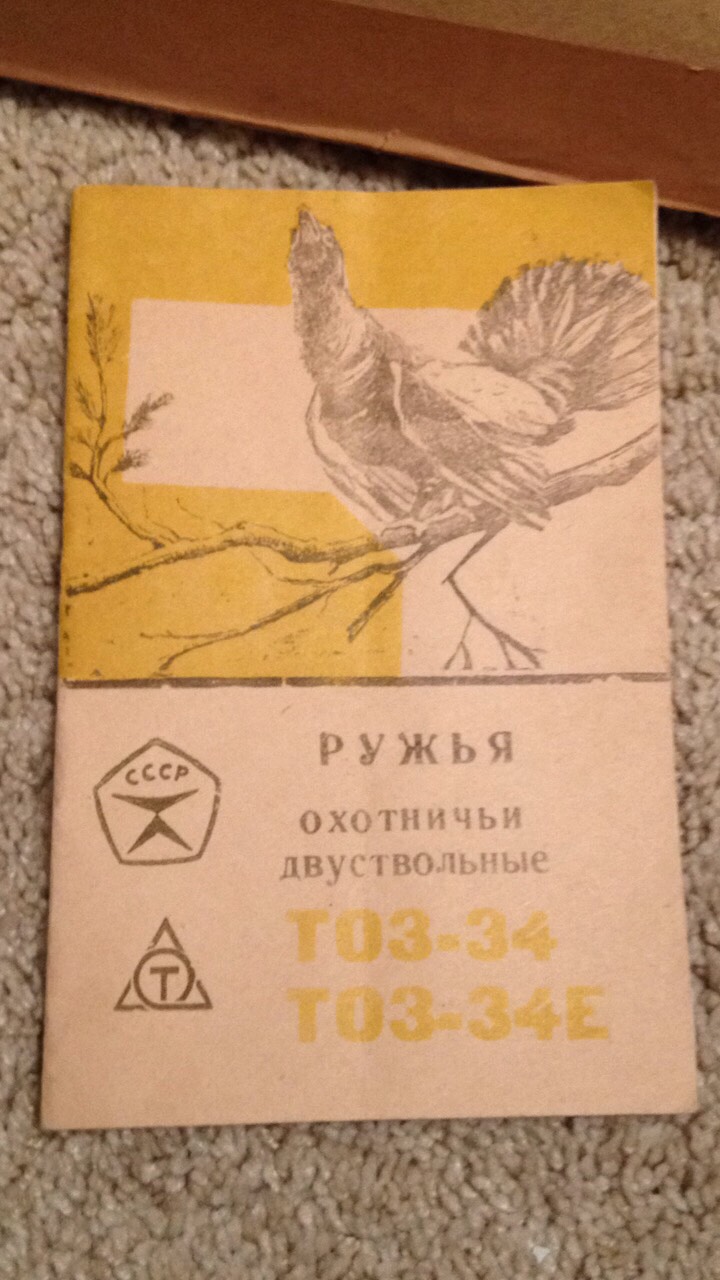 РУЖЬЯ
охотничьи
двуствольные
ТОЗ-34
ТОЗ-34Е
СССР
Т